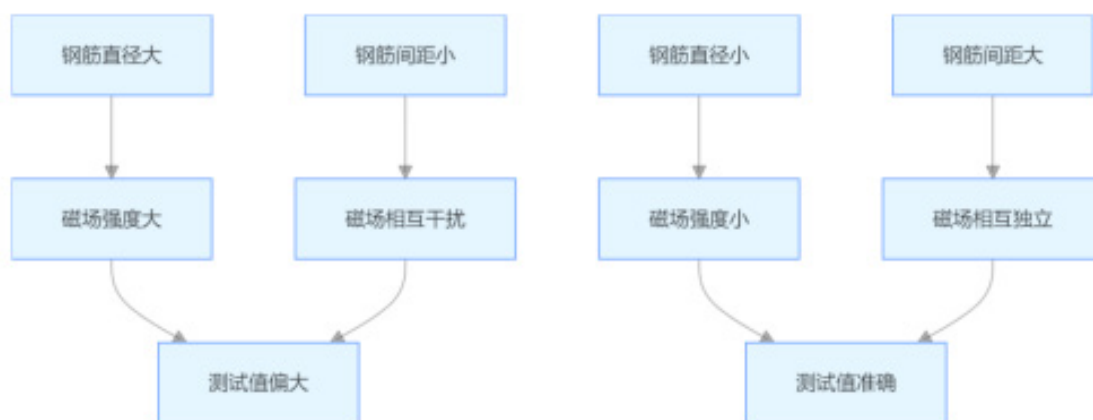 钢筋直径大
钢筋间距小
钢筋直径小
钢筋间距大
磁场强度大
磁场相互干扰
磁场强度小
磁场相互独立
测试值偏大
测试值准确